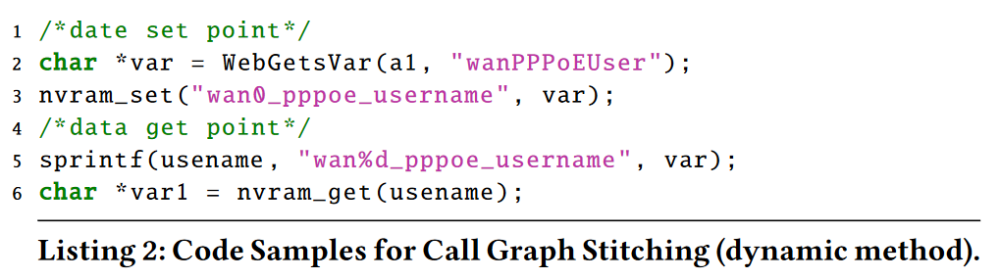 1 /*date set point*/
2 char *var = WebGetsVar(a1, "wanPPPoEUser");
3 nvram_set("wan0_pppoe_username", var);
4 /*data get point*/
5 sprintf(usename, "wan%d_pppoe_username", var);
6 char *var1 = nvram_get(usename);
Listing 2: Code Samples for Call Graph Stitching (dynamic method).